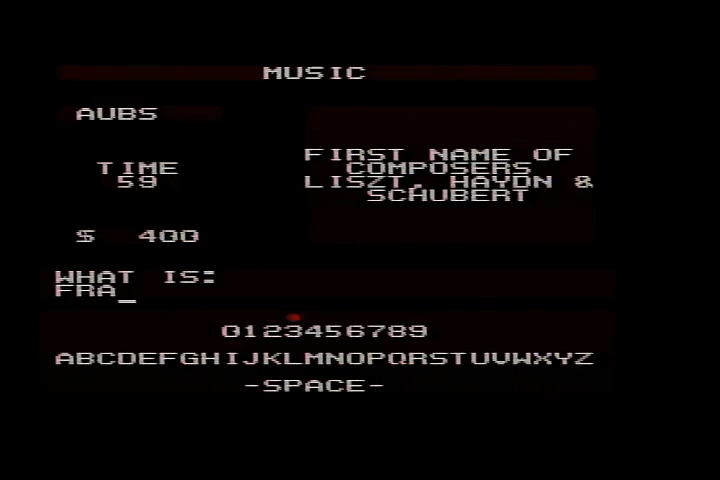 MUSIC
AUBS
TIME
59
FIRST NAME OF
COMPOSERS
LISZT, HAYDN &
SCHUBERT
$ 400
WHAT IS:
FRA_
0123456789
ABCDEFGHIJKLMNOPQRSTUVWXYZ
-SPACE-